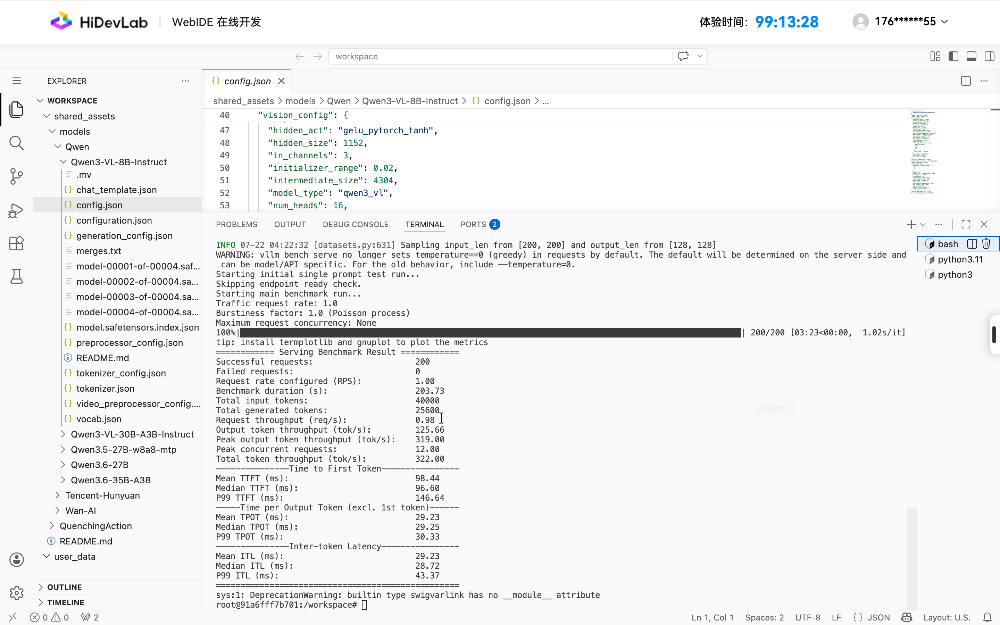 HiDevLab
WebIDE 在线开发
体验时间: 99:13:28
176******55
workspace
EXPLORER
WORKSPACE
shared_assets
models
Qwen
Qwen3-VL-8B-Instruct
.mv
chat_template.json
config.json
configuration.json
generation_config.json
merges.txt
model-00001-of-00004.saf...
model-00002-of-00004.sa...
model-00003-of-00004.sa...
model-00004-of-00004.sa...
model.safetensors.index.json
preprocessor_config.json
README.md
tokenizer_config.json
tokenizer.json
video_preprocessor_config....
vocab.json
Qwen3-VL-30B-A3B-Instruct
Qwen3.5-27B-w8a8-mtp
Qwen3.6-27B
Qwen3.6-35B-A3B
Tencent-Hunyuan
Wan-AI
QuenchingAction
README.md
user_data
OUTLINE
TIMELINE
config.json
shared_assets > models > Qwen > Qwen3-VL-8B-Instruct > {} config.json > ...
40 "vision_config": {
47 "hidden_act": "gelu_pytorch_tanh",
48 "hidden_size": 1152,
49 "in_channels": 3,
50 "initializer_range": 0.02,
51 "intermediate_size": 4304,
52 "model_type": "qwen3_vl",
53 "num_heads": 16,
PROBLEMS OUTPUT DEBUG CONSOLE TERMINAL PORTS 2
INFO 07-22 04:22:32 [datasets.py:631] Sampling input_len from [200, 200] and output_len from [128, 128]
WARNING: vllm bench serve no longer sets temperature==0 (greedy) in requests by default. The default will be determined on the server side and
can be model/API specific. For the old behavior, include --temperature=0.
Starting initial single prompt test run...
Skipping endpoint ready check.
Starting main benchmark run...
Traffic request rate: 1.0
Burstiness factor: 1.0 (Poisson process)
Maximum request concurrency: None
100%| | 200/200 [03:23<00:00, 1.02s/it]
tip: install termplotlib and gnuplot to plot the metrics
============ Serving Benchmark Result ============
Successful requests: 200
Failed requests: 0
Request rate configured (RPS): 1.00
Benchmark duration (s): 203.73
Total input tokens: 40000
Total generated tokens: 25600
Request throughput (req/s): 0.98
Output token throughput (tok/s): 125.66
Peak output token throughput (tok/s): 319.00
Peak concurrent requests: 12.00
Total token throughput (tok/s): 322.00
---------------Time to First Token----------------
Mean TTFT (ms): 98.44
Median TTFT (ms): 96.60
P99 TTFT (ms): 146.64
-----Time per Output Token (excl. 1st token)------
Mean TPOT (ms): 29.23
Median TPOT (ms): 29.25
P99 TPOT (ms): 30.33
---------------Inter-token Latency----------------
Mean ITL (ms): 29.23
Median ITL (ms): 28.72
P99 ITL (ms): 43.37
==================================================
sys:1: DeprecationWarning: builtin type swigvarlink has no __module__ attribute
root@91a6fff7b701:/workspace#
Copied!
bash
python3.11
python3
0 0 2
Ln 1, Col 1 Spaces: 2 UTF-8 LF {} JSON Layout: U.S.